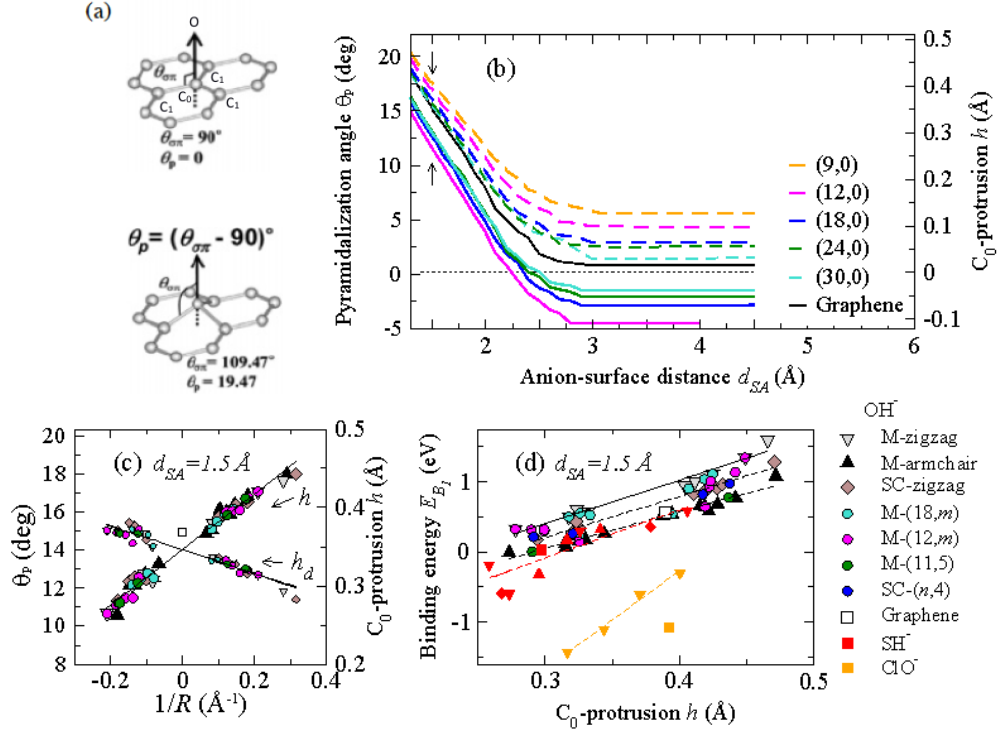 (a)
O
θσπ
C1
C0
C1
C1
θσπ= 90°
θp= 0
θp= (θσπ - 90)°
θσπ
θσπ= 109.47°
θp= 19.47
(b)
Pyramidalization angle θp (deg)
20
15
10
5
0
-5
2
3
4
5
6
Anion-surface distance dSA (Å)
0.5
0.4
0.3
0.2
0.1
0
-0.1
C0-protrusion h (Å)
(9,0)
(12,0)
(18,0)
(24,0)
(30,0)
Graphene
(c)
dSA=1.5 Å
h
hd
θp (deg)
20
18
16
14
12
10
8
-0.2
0
0.2
0.4
1/R (Å-1)
0.5
0.4
0.3
0.2
C0-protrusion h (Å)
(d)
dSA=1.5 Å
Binding energy EB1 (eV)
1
0
-1
0.3
0.4
0.5
C0-protrusion h (Å)
OH-
M-zigzag
M-armchair
SC-zigzag
M-(18,m)
M-(12,m)
M-(11,5)
SC-(n,4)
Graphene
SH-
ClO-